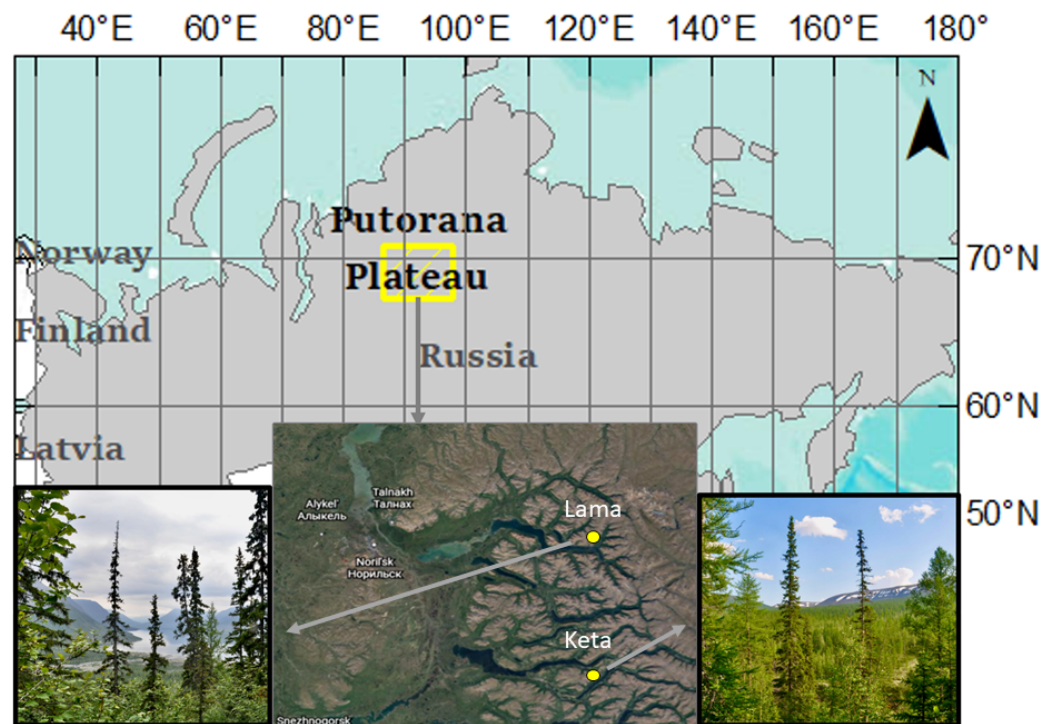 40°E 60°E 80°E 100°E 120°E 140°E 160°E 180°
N
Putorana
Norway
70°N
Plateau
Finland
Russia
60°N
Latvia
50°N
Lama
Talnakh
Талнах
Alykel'
Алыкель
Noril'sk
Норильск
Keta
Snezhnogorsk